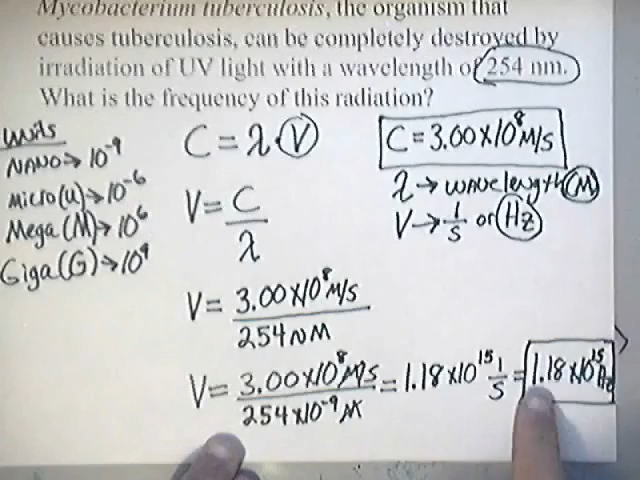 Mycobacterium tuberculosis, the organism that
causes tuberculosis, can be completely destroyed by
irradiation of UV light with a wavelength of 254 nm.
What is the frequency of this radiation?
Units
NANO→ 10⁻⁹
Micro(u)→10⁻⁶
Mega(M)→10⁶
Giga(G)→10⁹
C = λV
V = C/λ
V = 3.00×10⁸ M/s / 254 NM
V = 3.00×10⁸ M/s / 254×10⁻⁹ M = 1.18×10¹⁵ 1/s = 1.18×10¹⁵ Hz
C = 3.00×10⁸ M/s
λ → wavelength (M)
V → 1/s or Hz